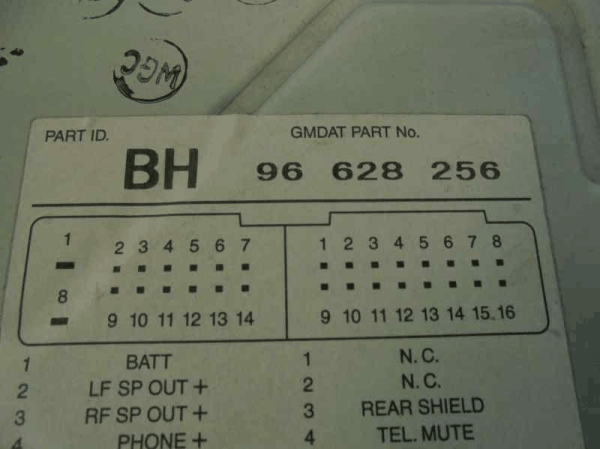 WGC
PART ID. GMDAT PART No.
BH 96 628 256
1 2 3 4 5 6 7 1 2 3 4 5 6 7 8
8 9 10 11 12 13 14 9 10 11 12 13 14 15 16
1 BATT 1 N.C.
2 LF SP OUT + 2 N.C.
3 RF SP OUT + 3 REAR SHIELD
4 PHONE + 4 TEL. MUTE